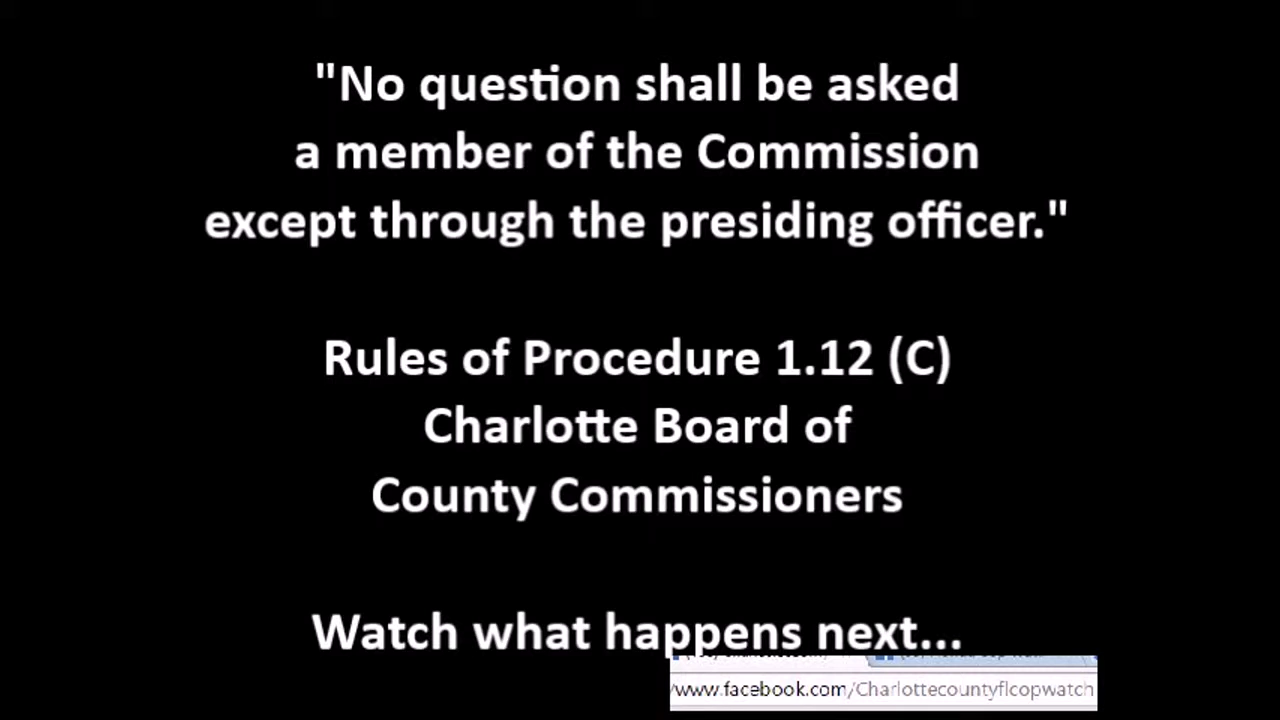 "No question shall be asked
a member of the Commission
except through the presiding officer."
Rules of Procedure 1.12 (C)
Charlotte Board of
County Commissioners
Watch what happens next...
/www.facebook.com/Charlottecountyflcopwatch